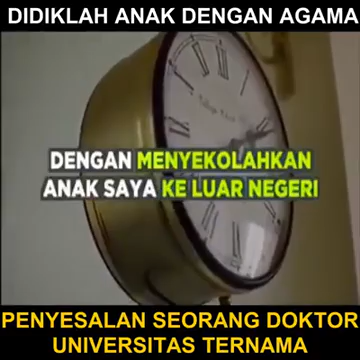 DIDIKLAH ANAK DENGAN AGAMA
DENGAN MENYEKOLAHKAN
ANAK SAYA KE LUAR NEGERI
PENYESALAN SEORANG DOKTOR
UNIVERSITAS TERNAMA